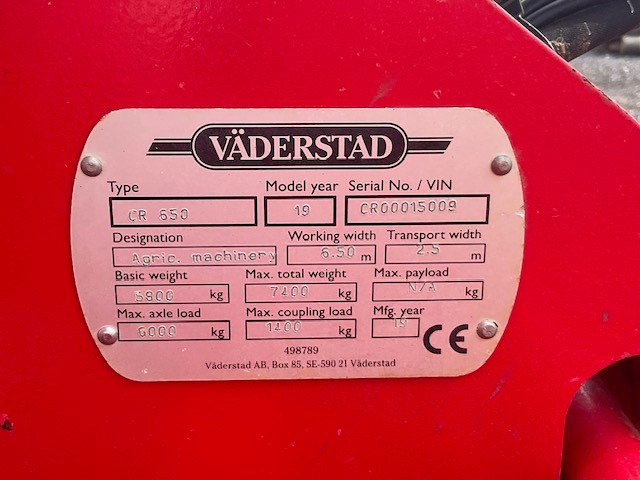 VÄDERSTAD
Type Model year Serial No. / VIN
CR 650 19 CR00015009
Designation Working width Transport width
Agric. machinery 6.50 m 2.5 m
Basic weight Max. total weight Max. payload
5800 kg 7400 kg N/A kg
Max. axle load Max. coupling load Mfg. year
6000 kg 1400 kg 19 CE
498789
Väderstad AB, Box 85, SE-590 21 Väderstad